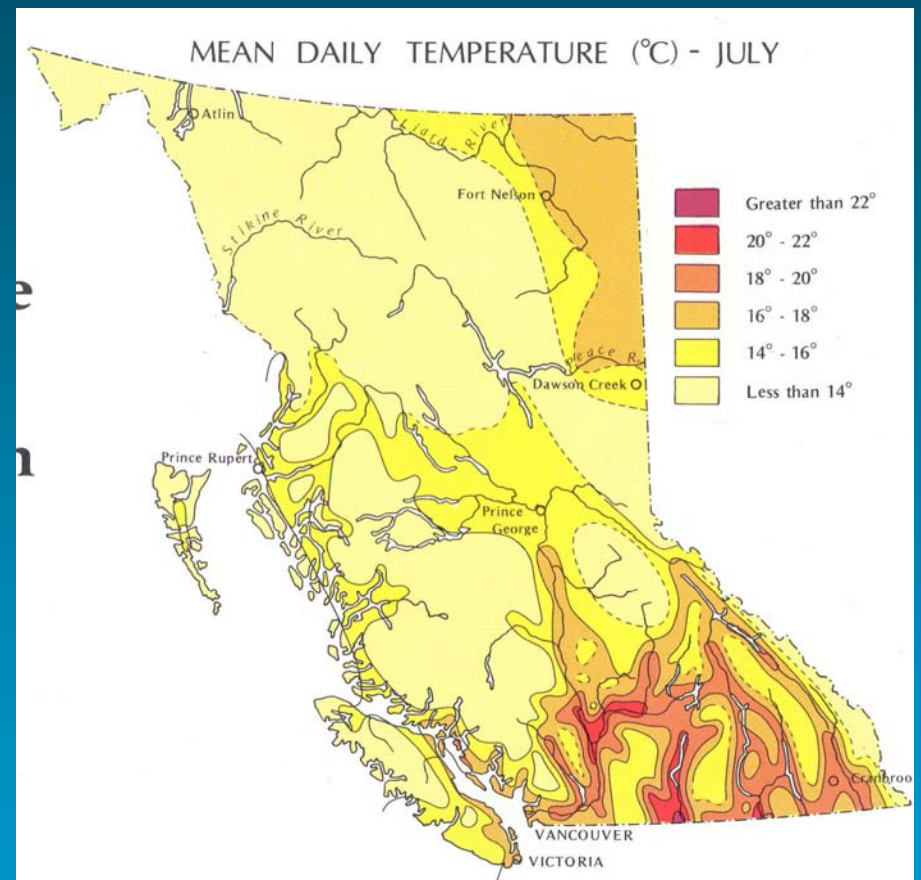 MEAN DAILY TEMPERATURE (°C) - JULY
Atlin
Liard River
Fort Nelson
Stikine River
Greater than 22°
20° - 22°
18° - 20°
16° - 18°
14° - 16°
Less than 14°
e
Peace R.
Dawson Creek
n
Prince Rupert
Prince
George
Cranbroo
VANCOUVER
VICTORIA